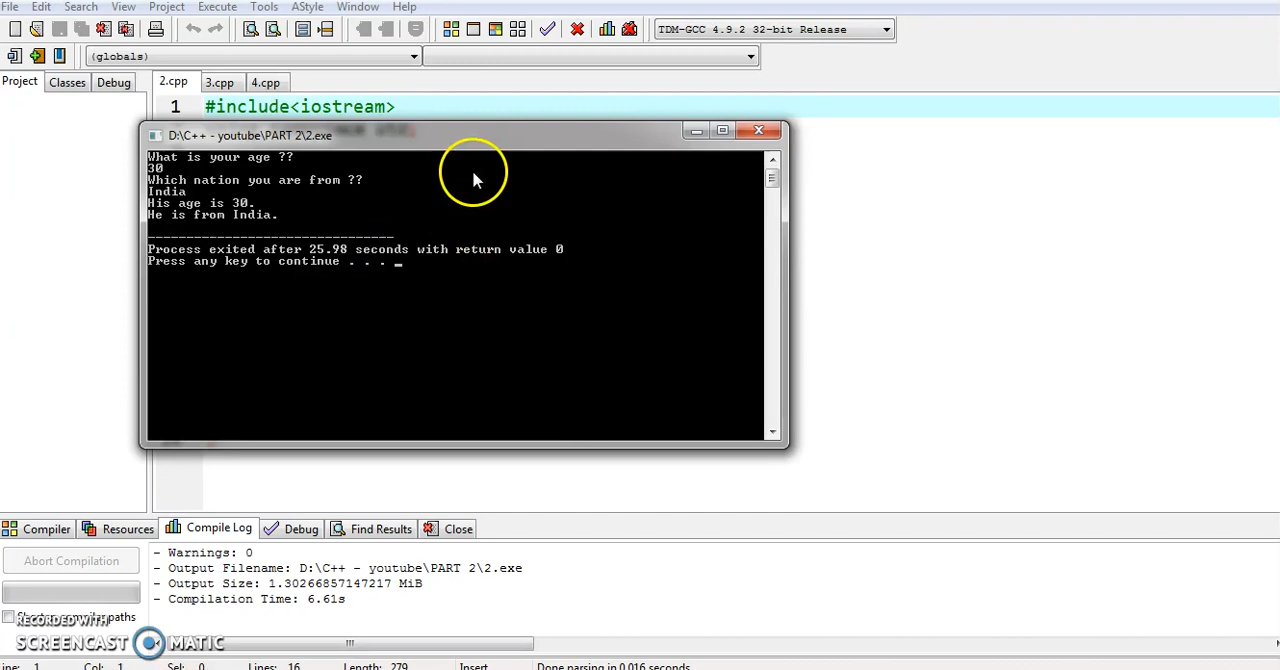 File Edit Search View Project Execute Tools AStyle Window Help
TDM-GCC 4.9.2 32-bit Release
(globals)
Project Classes Debug 2.cpp 3.cpp 4.cpp
1 #include<iostream>
D:\C++ - youtube\PART 2\2.exe
What is your age ??
30
Which nation you are from ??
India
His age is 30.
He is from India.
--------------------------------
Process exited after 25.98 seconds with return value 0
Press any key to continue . . . _
Compiler Resources Compile Log Debug Find Results Close
Abort Compilation
- Warnings: 0
- Output Filename: D:\C++ - youtube\PART 2\2.exe
- Output Size: 1.30266857147217 MiB
- Compilation Time: 6.61s
compiler paths
RECORDED WITH
SCREENCAST MATIC
Line: 1 Col: 1 Sel: 0 Lines: 16 Length: 279 Insert Done parsing in 0.016 seconds